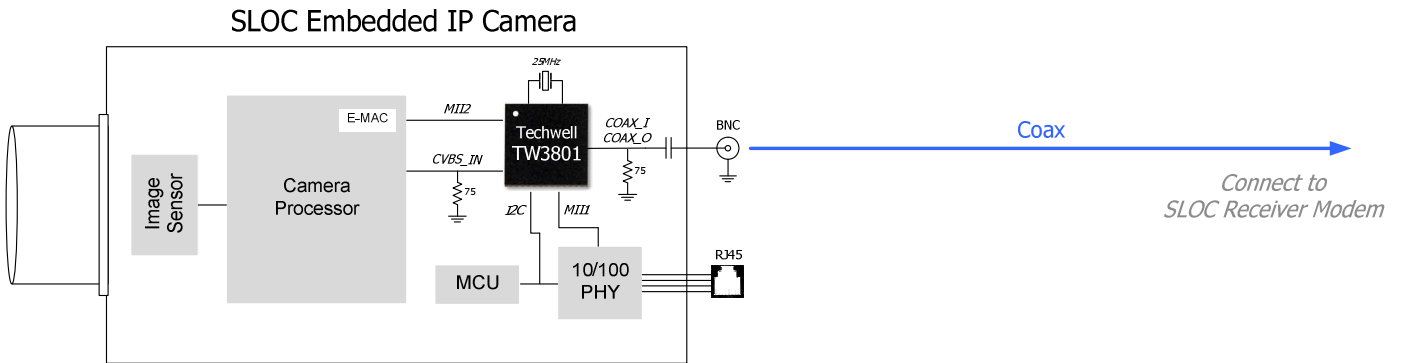 SLOC Embedded IP Camera
25MHz
E-MAC
MII2
Techwell
TW3801
COAX_I
COAX_O
BNC
Coax
CVBS_IN
75
75
Image
Sensor
Camera
Processor
Connect to
SLOC Receiver Modem
I2C
MII1
RJ45
MCU
10/100
PHY